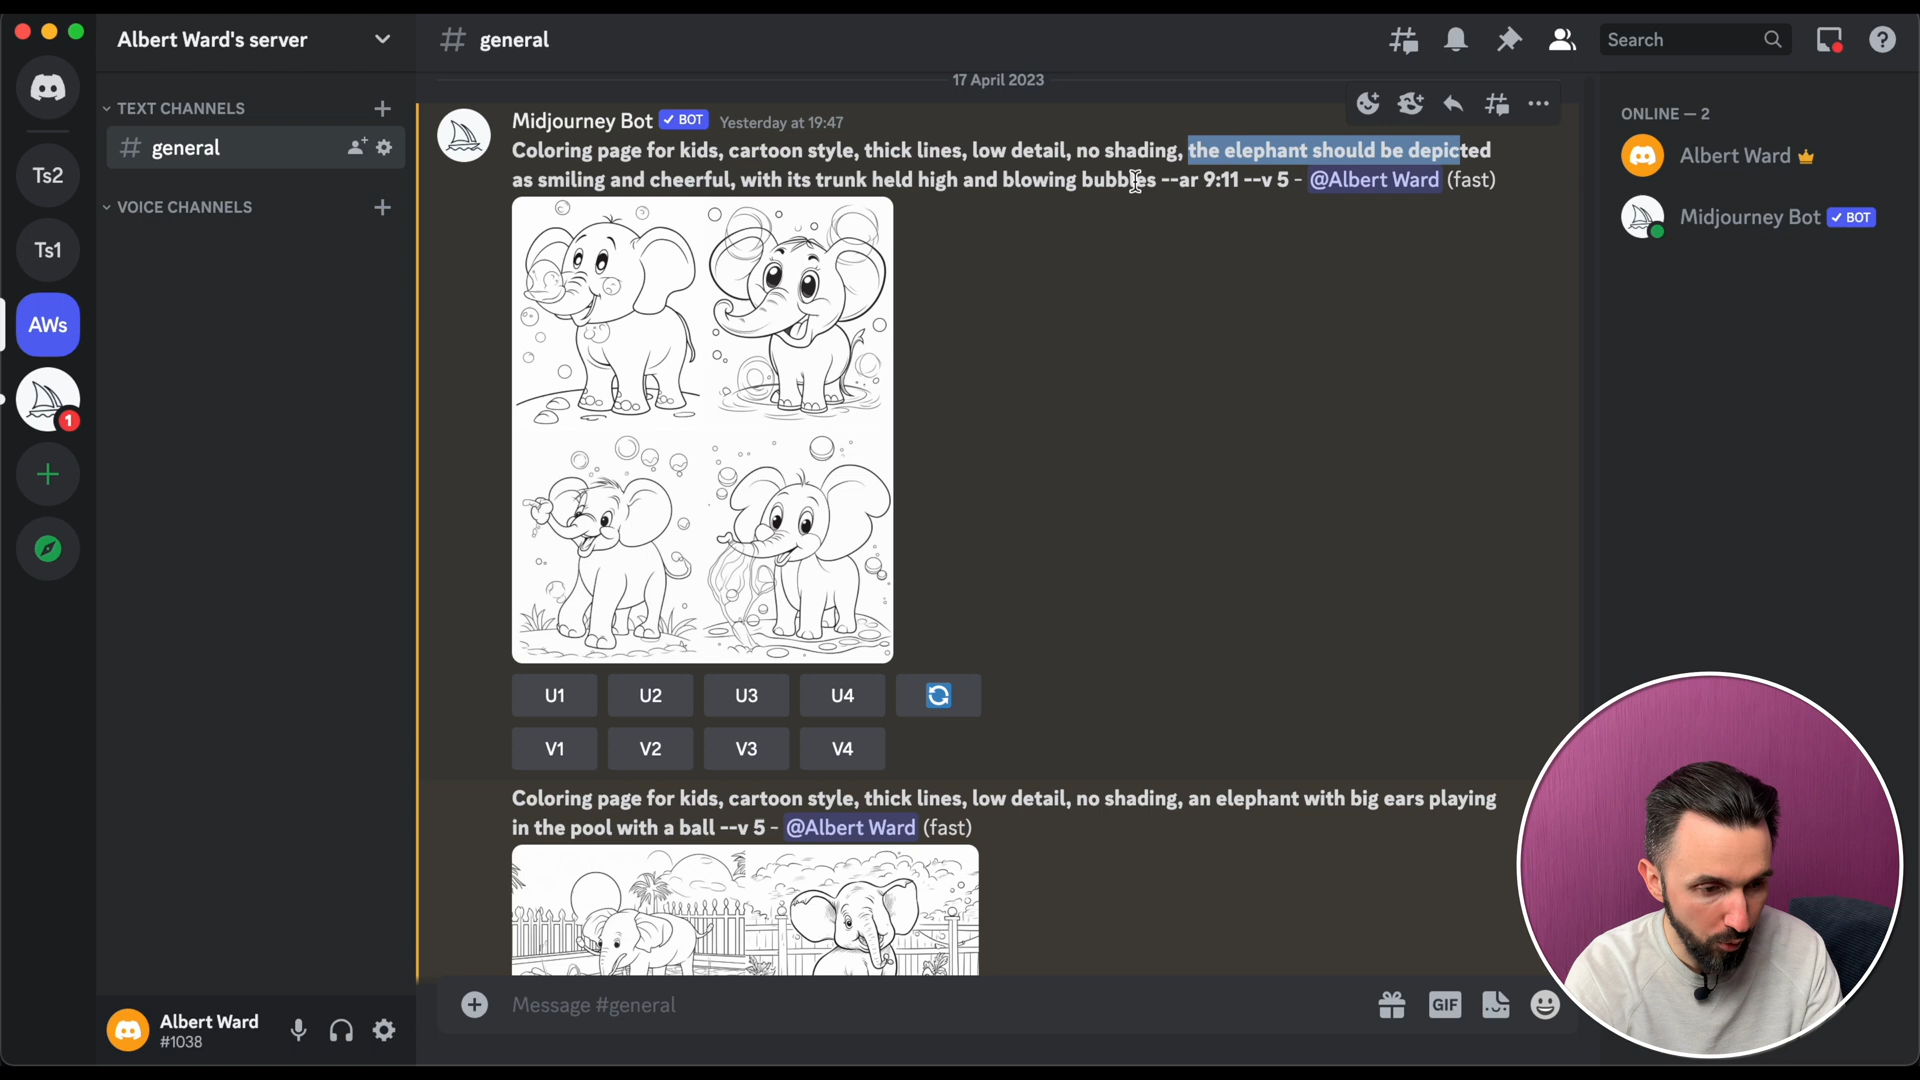 Albert Ward's server
general
Search
Ts2
Ts1
AWs
1
TEXT CHANNELS
general
VOICE CHANNELS
17 April 2023
Midjourney Bot ✓ BOT Yesterday at 19:47
Coloring page for kids, cartoon style, thick lines, low detail, no shading, the elephant should be depicted
as smiling and cheerful, with its trunk held high and blowing bubbles --ar 9:11 --v 5 - @Albert Ward (fast)
U1 U2 U3 U4
V1 V2 V3 V4
Coloring page for kids, cartoon style, thick lines, low detail, no shading, an elephant with big ears playing
in the pool with a ball --v 5 - @Albert Ward (fast)
Message #general
GIF
Albert Ward
#1038
ONLINE — 2
Albert Ward
Midjourney Bot ✓ BOT